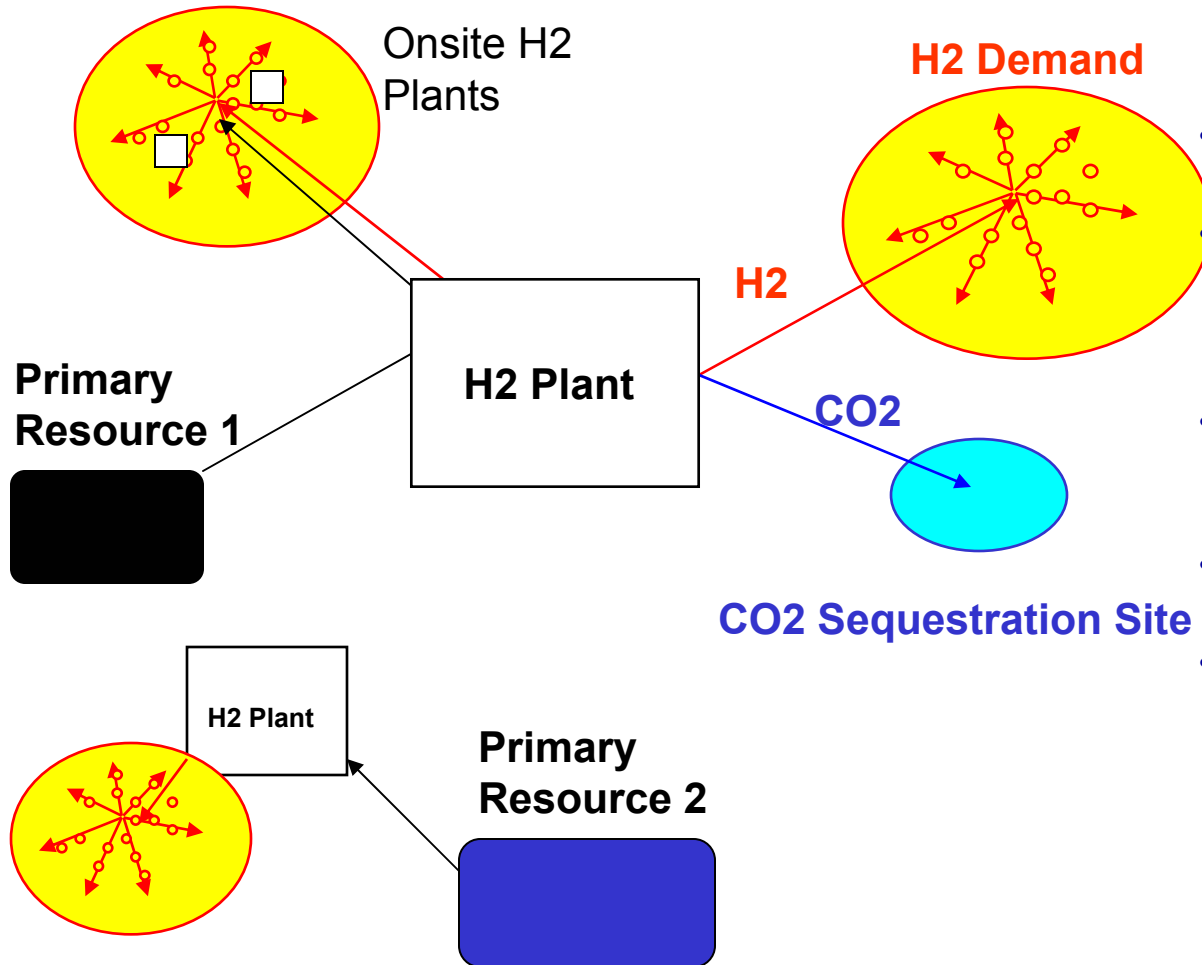 Onsite H2
Plants
H2 Demand
H2
Primary
Resource 1
H2 Plant
CO2
CO2 Sequestration Site
H2 Plant
Primary
Resource 2